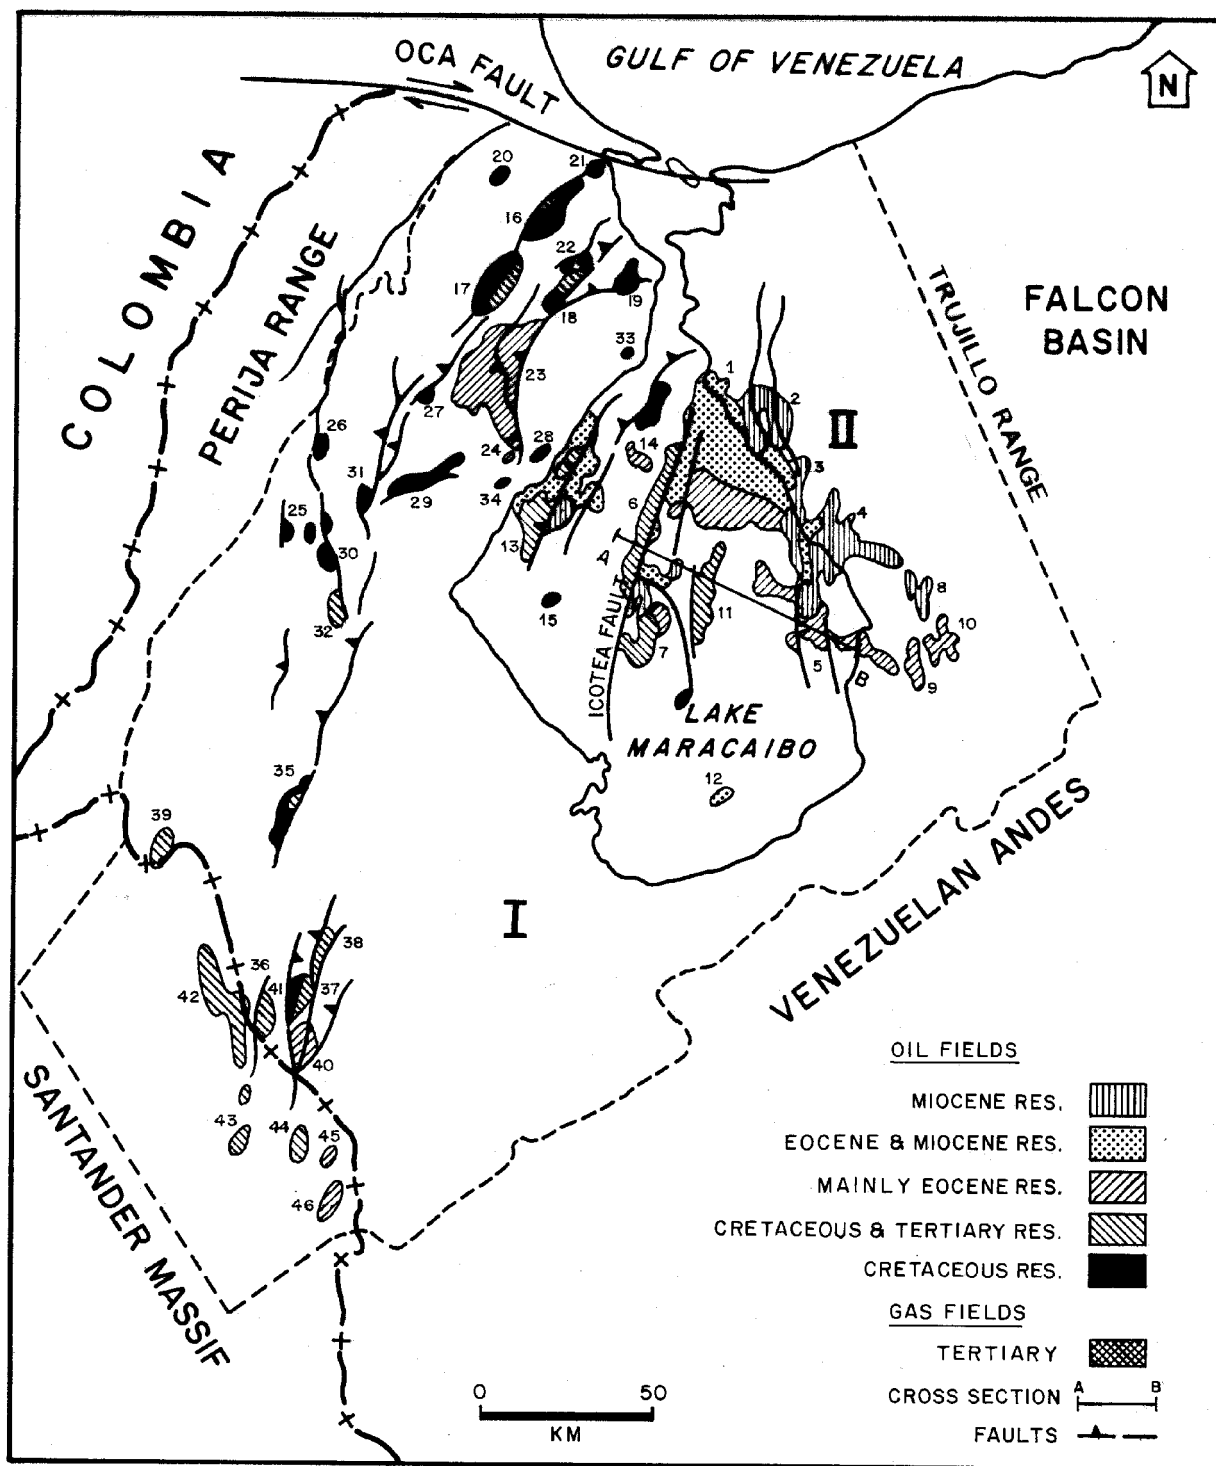 GULF OF VENEZUELA
OCA FAULT
N
COLOMBIA
PERIJA RANGE
TRUJILLO RANGE
FALCON
BASIN
20
21
16
22
17
19
18
33
1
23
2
II
27
26
24
28
14
3
31
29
34
6
4
25
13
A
30
8
15
11
10
32
ICOTEA FAULT
7
5
B
9
LAKE
MARACAIBO
12
35
39
VENEZUELAN ANDES
I
38
36
42
41
37
40
43
44
45
46
SANTANDER MASSIF
OIL FIELDS
MIOCENE RES.
EOCENE & MIOCENE RES.
MAINLY EOCENE RES.
CRETACEOUS & TERTIARY RES.
CRETACEOUS RES.
GAS FIELDS
TERTIARY
CROSS SECTION A B
FAULTS
0 50
KM